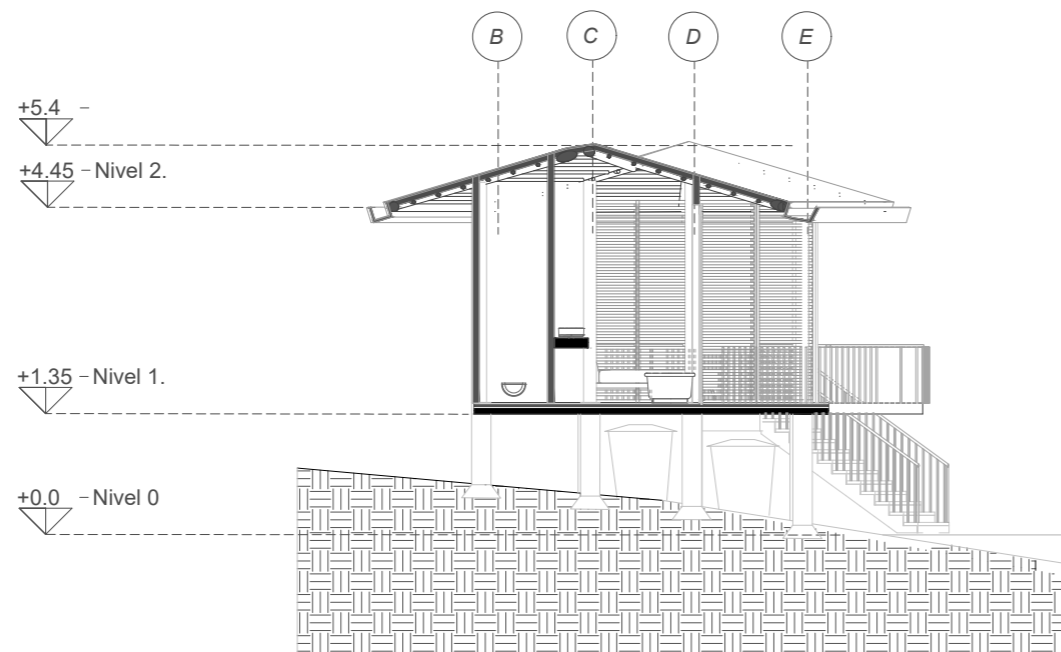 B C D E
+5.4 -
+4.45 - Nivel 2.
+1.35 - Nivel 1.
+0.0 - Nivel 0